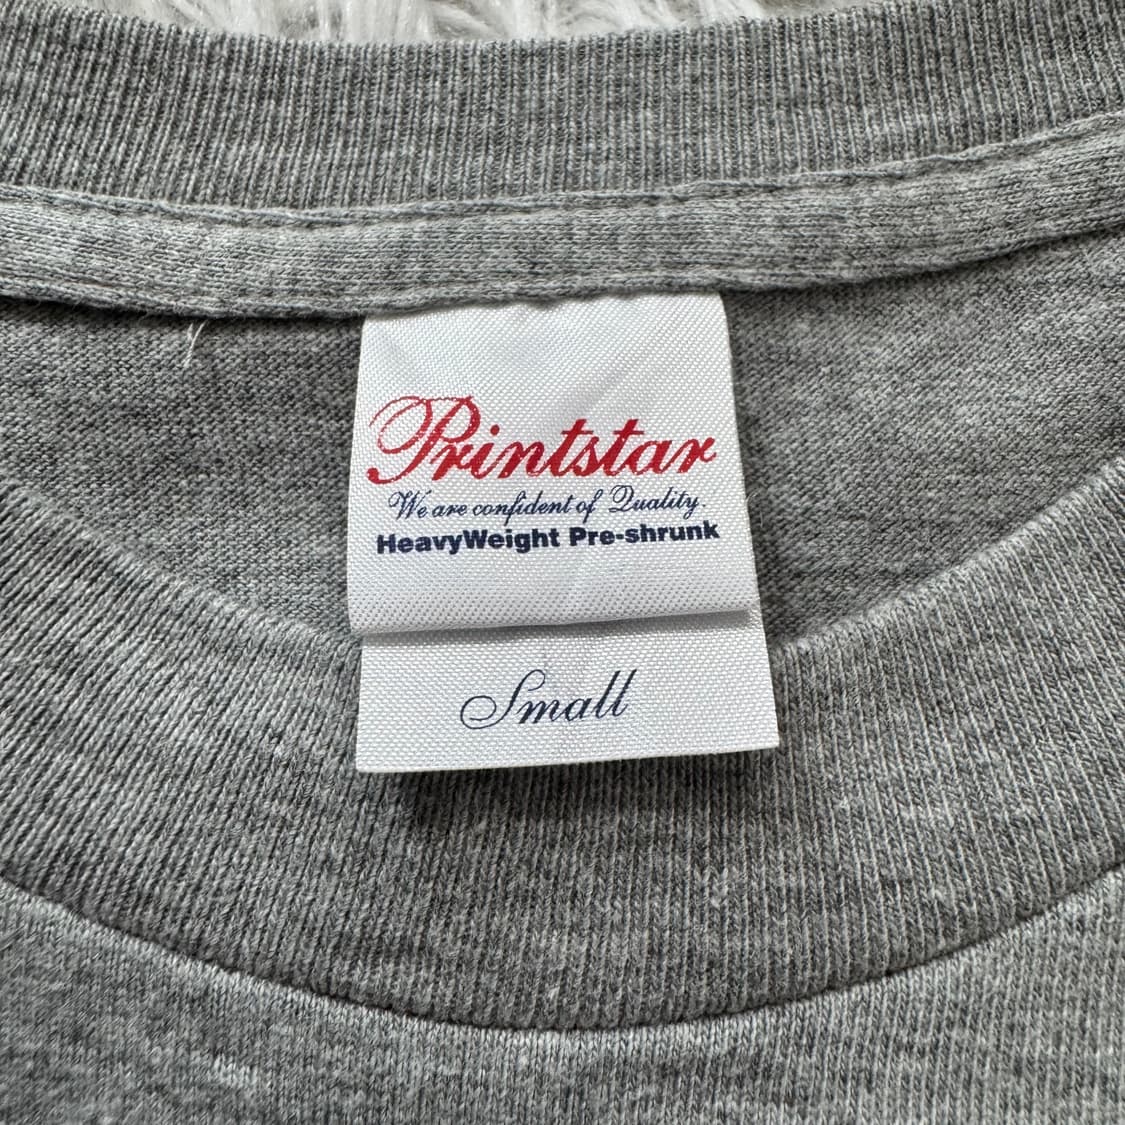 Printstar
We are confident of Quality.
HeavyWeight Pre-shrunk
Small